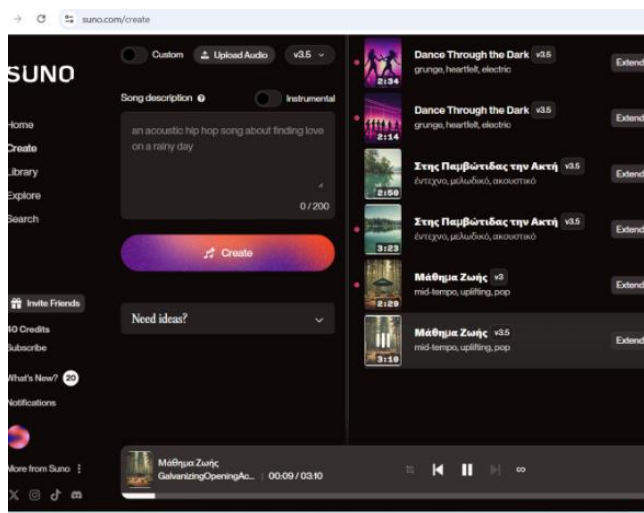 suno.com/create
SUNO
Home
Create
Library
Explore
Search
Invite Friends
40 Credits
Subscribe
What's New? 20
Notifications
More from Suno
Custom
Upload Audio
v3.5
Song description
Instrumental
an acoustic hip hop song about finding love
on a rainy day
0/200
Create
Need ideas?
2:34
Dance Through the Dark v3.5
grunge, heartfelt, electric
Extend
2:14
Dance Through the Dark v3.5
grunge, heartfelt, electric
Extend
2:50
Στης Παμβώτιδας την Ακτή v3.5
έντεχνο, μελωδικό, ακουστικό
Extend
3:23
Στης Παμβώτιδας την Ακτή v3.5
έντεχνο, μελωδικό, ακουστικό
Extend
2:29
Μάθημα Ζωής v3
mid-tempo, uplifting, pop
Extend
3:10
Μάθημα Ζωής v3.5
mid-tempo, uplifting, pop
Extend
Μάθημα Ζωής
GalvanizingOpeningAc... 00:09 / 03:10